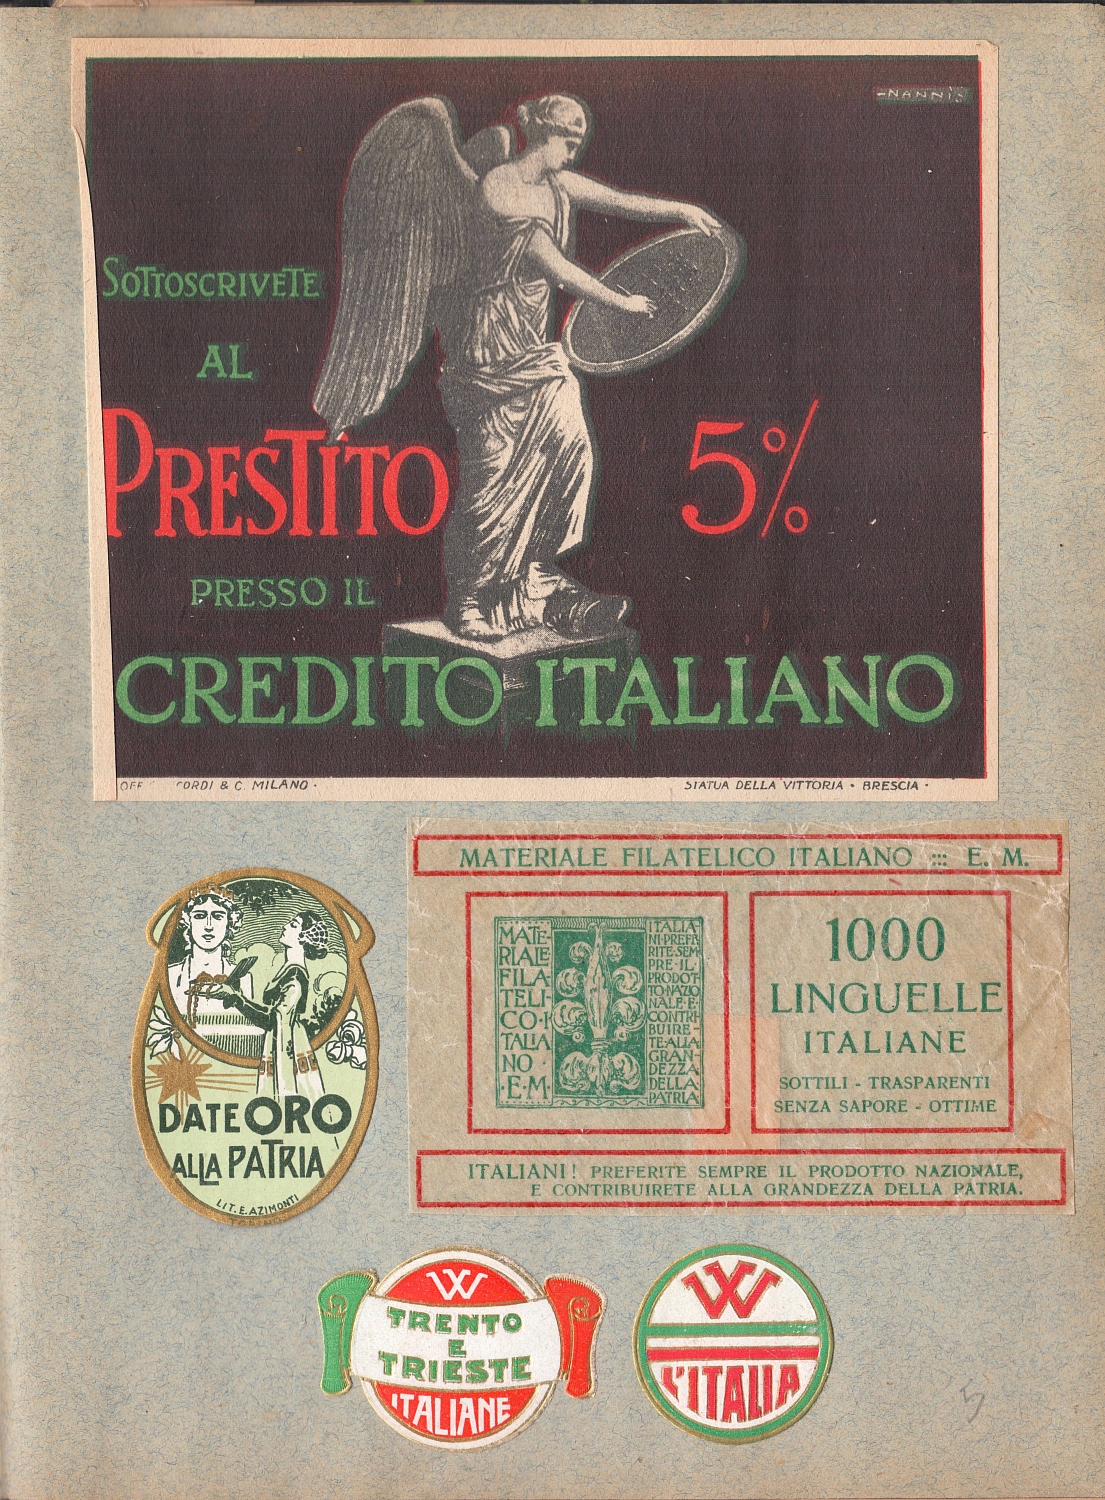 -NANNI-
SOTTOSCRIVETE
AL
PRESTITO 5%
PRESSO IL
CREDITO ITALIANO
OFF CORDI & C. MILANO.
STATUA DELLA VITTORIA · BRESCIA ·
DATE ORO
ALLA PATRIA
LIT. E. AZIMONTI
TORINO
MATERIALE FILATELICO ITALIANO ::: E. M.
MATE-
RIALE
FILA-
TELI-
CO·I
TALIA
NO·
·E·M·
ITALIA
NI·PREFE
RITE·SEM
PRE·IL·
PRODOT
TO·NAZIO
NALE·E·
CONTRI
BUIRE-
TE·ALLA
GRAN-
DEZZA
DELLA
PATRIA
1000
LINGUELLE
ITALIANE
SOTTILI - TRASPARENTI
SENZA SAPORE - OTTIME
ITALIANI! PREFERITE SEMPRE IL PRODOTTO NAZIONALE,
E CONTRIBUIRETE ALLA GRANDEZZA DELLA PATRIA.
W
TRENTO
E
TRIESTE
ITALIANE
W
L'ITALIA
5